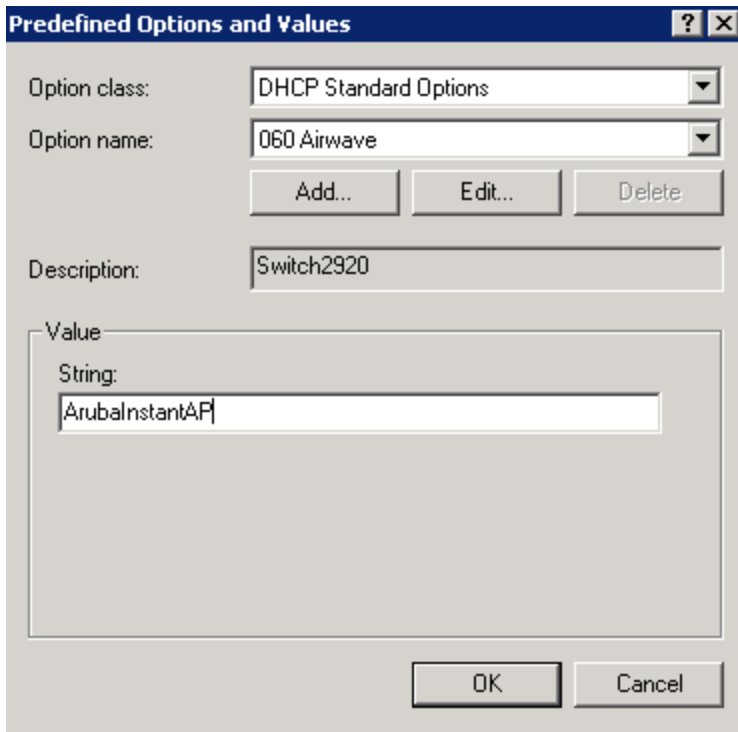 Predefined Options and Values
Option class: DHCP Standard Options
Option name: 060 Airwave
Add... Edit... Delete
Description: Switch2920
Value
String:
ArubaInstantAP
OK Cancel